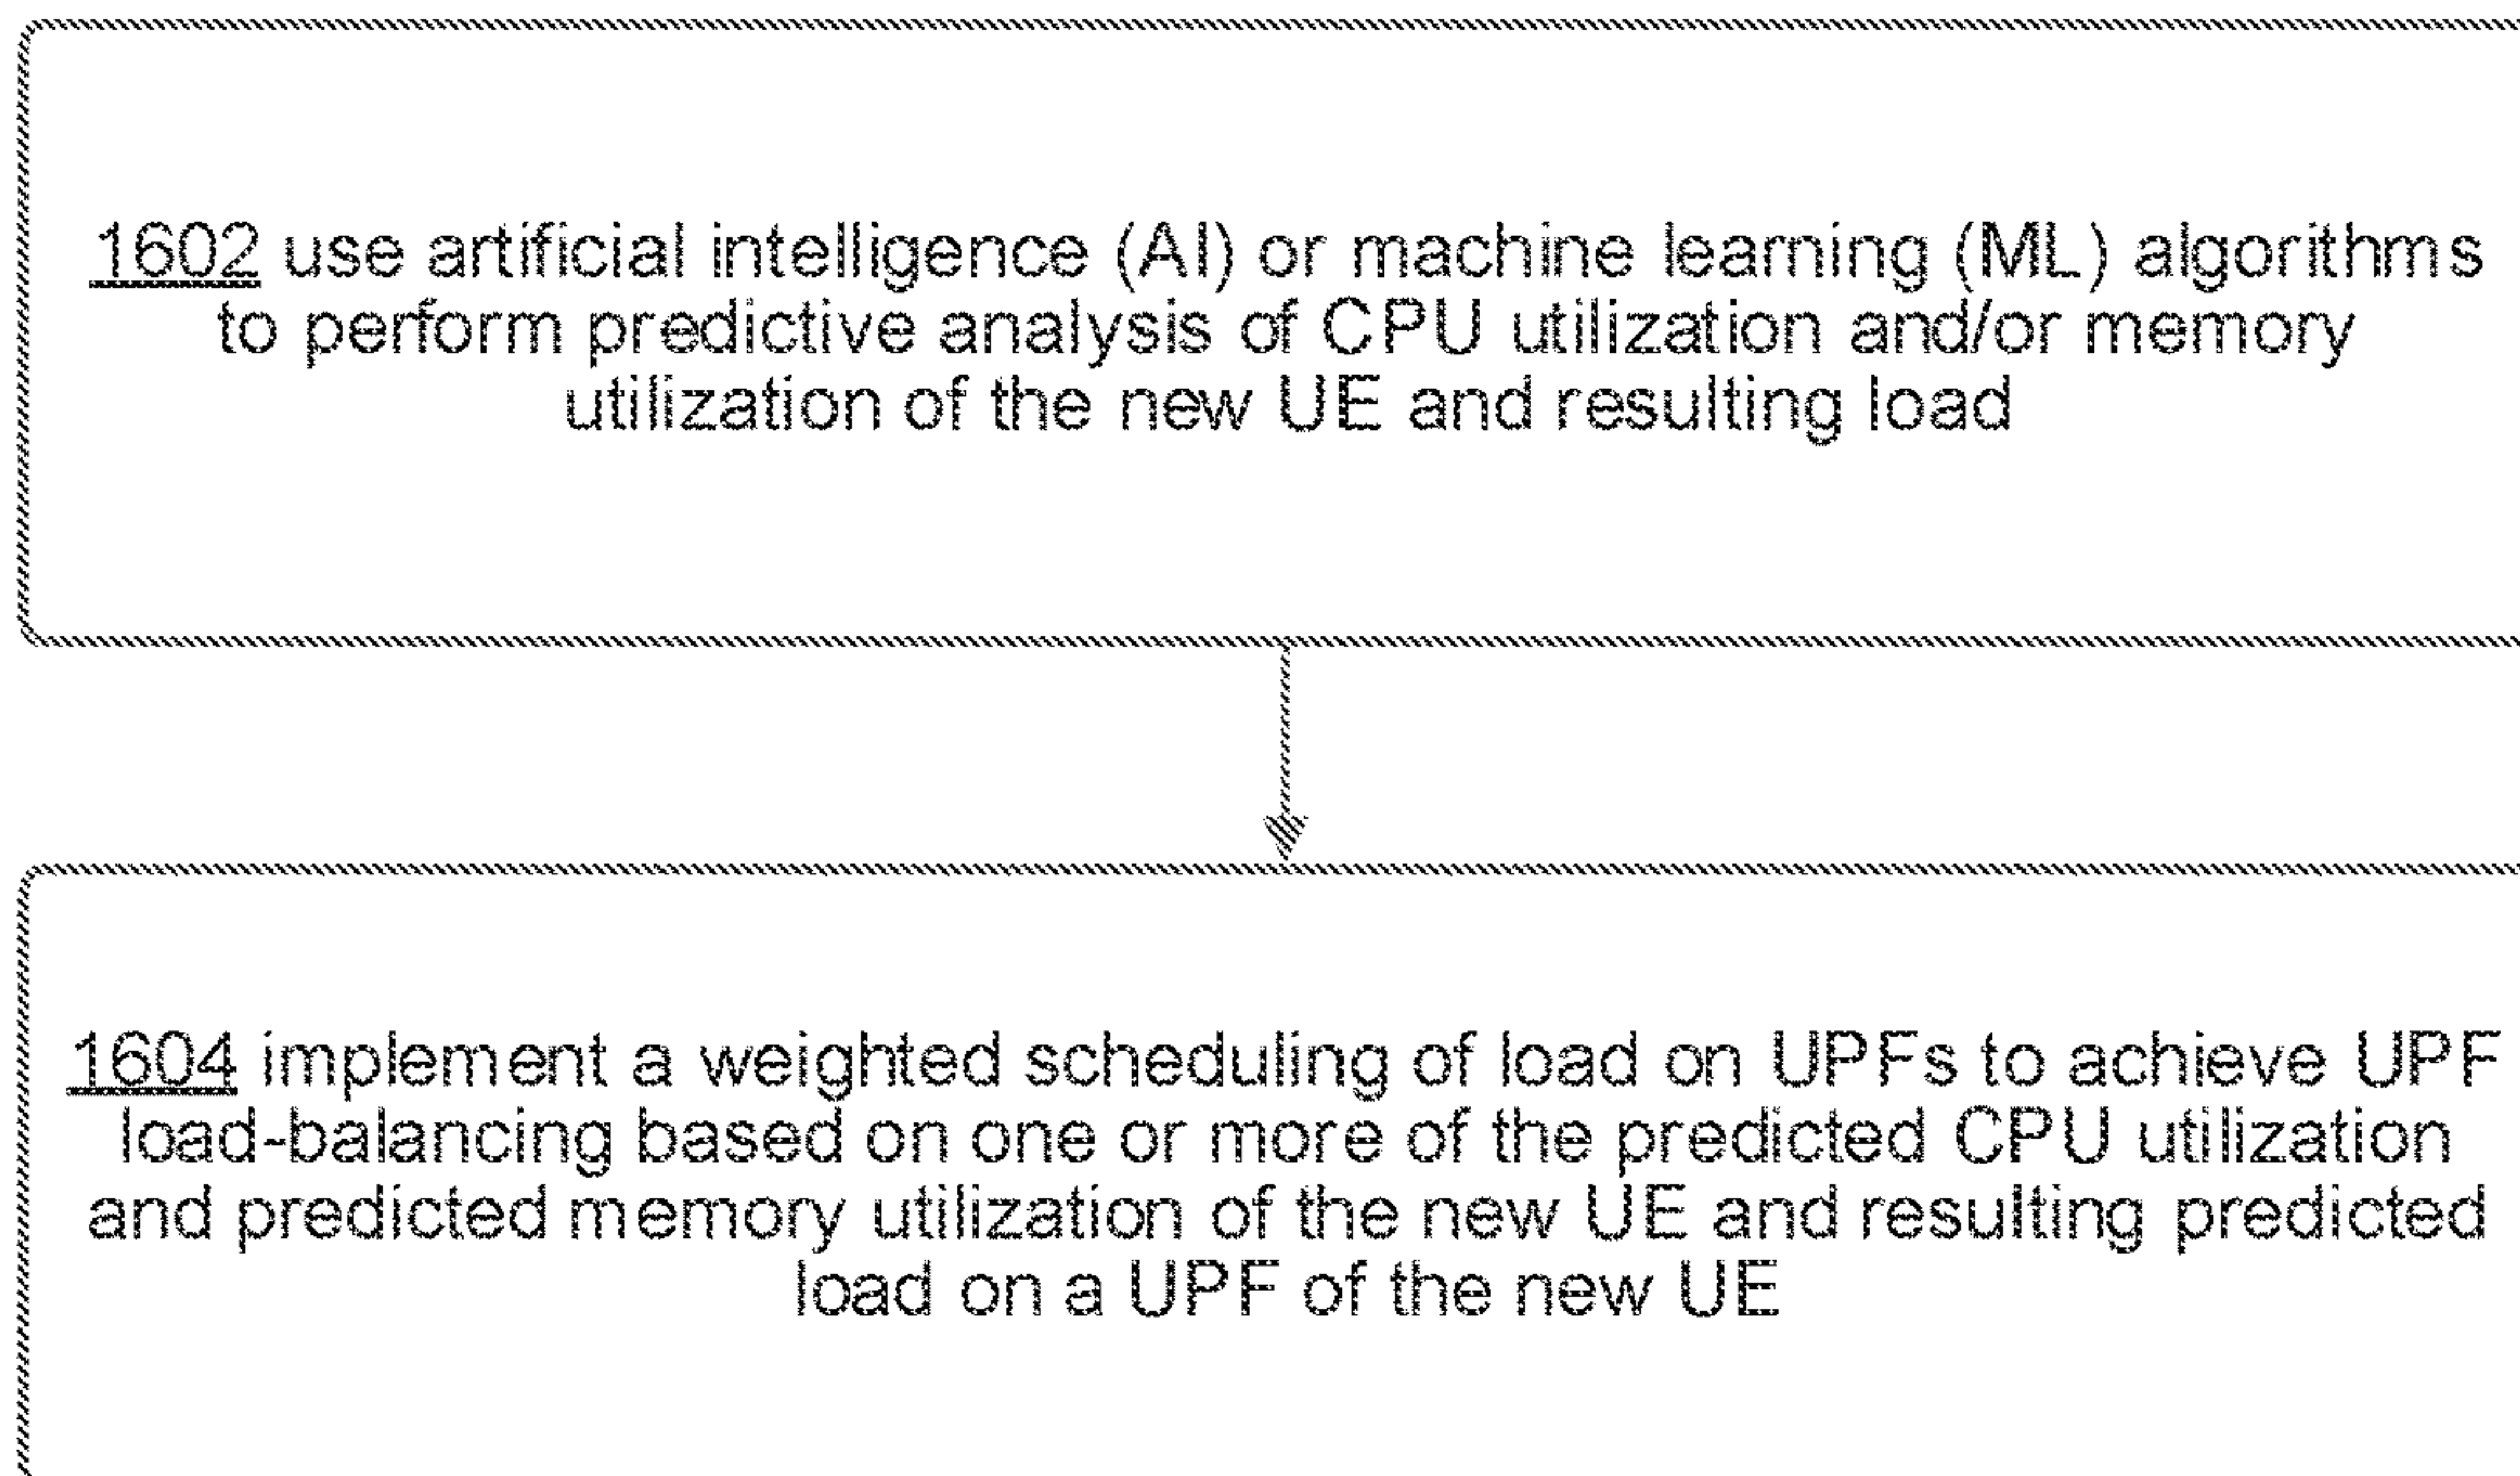 1602 use artificial intelligence (AI) or machine learning (ML) algorithms
to perform predictive analysis of CPU utilization and/or memory
utilization of the new UE and resulting load
1604 implement a weighted scheduling of load on UPFs to achieve UPF
load-balancing based on one or more of the predicted CPU utilization
and predicted memory utilization of the new UE and resulting predicted
load on a UPF of the new UE